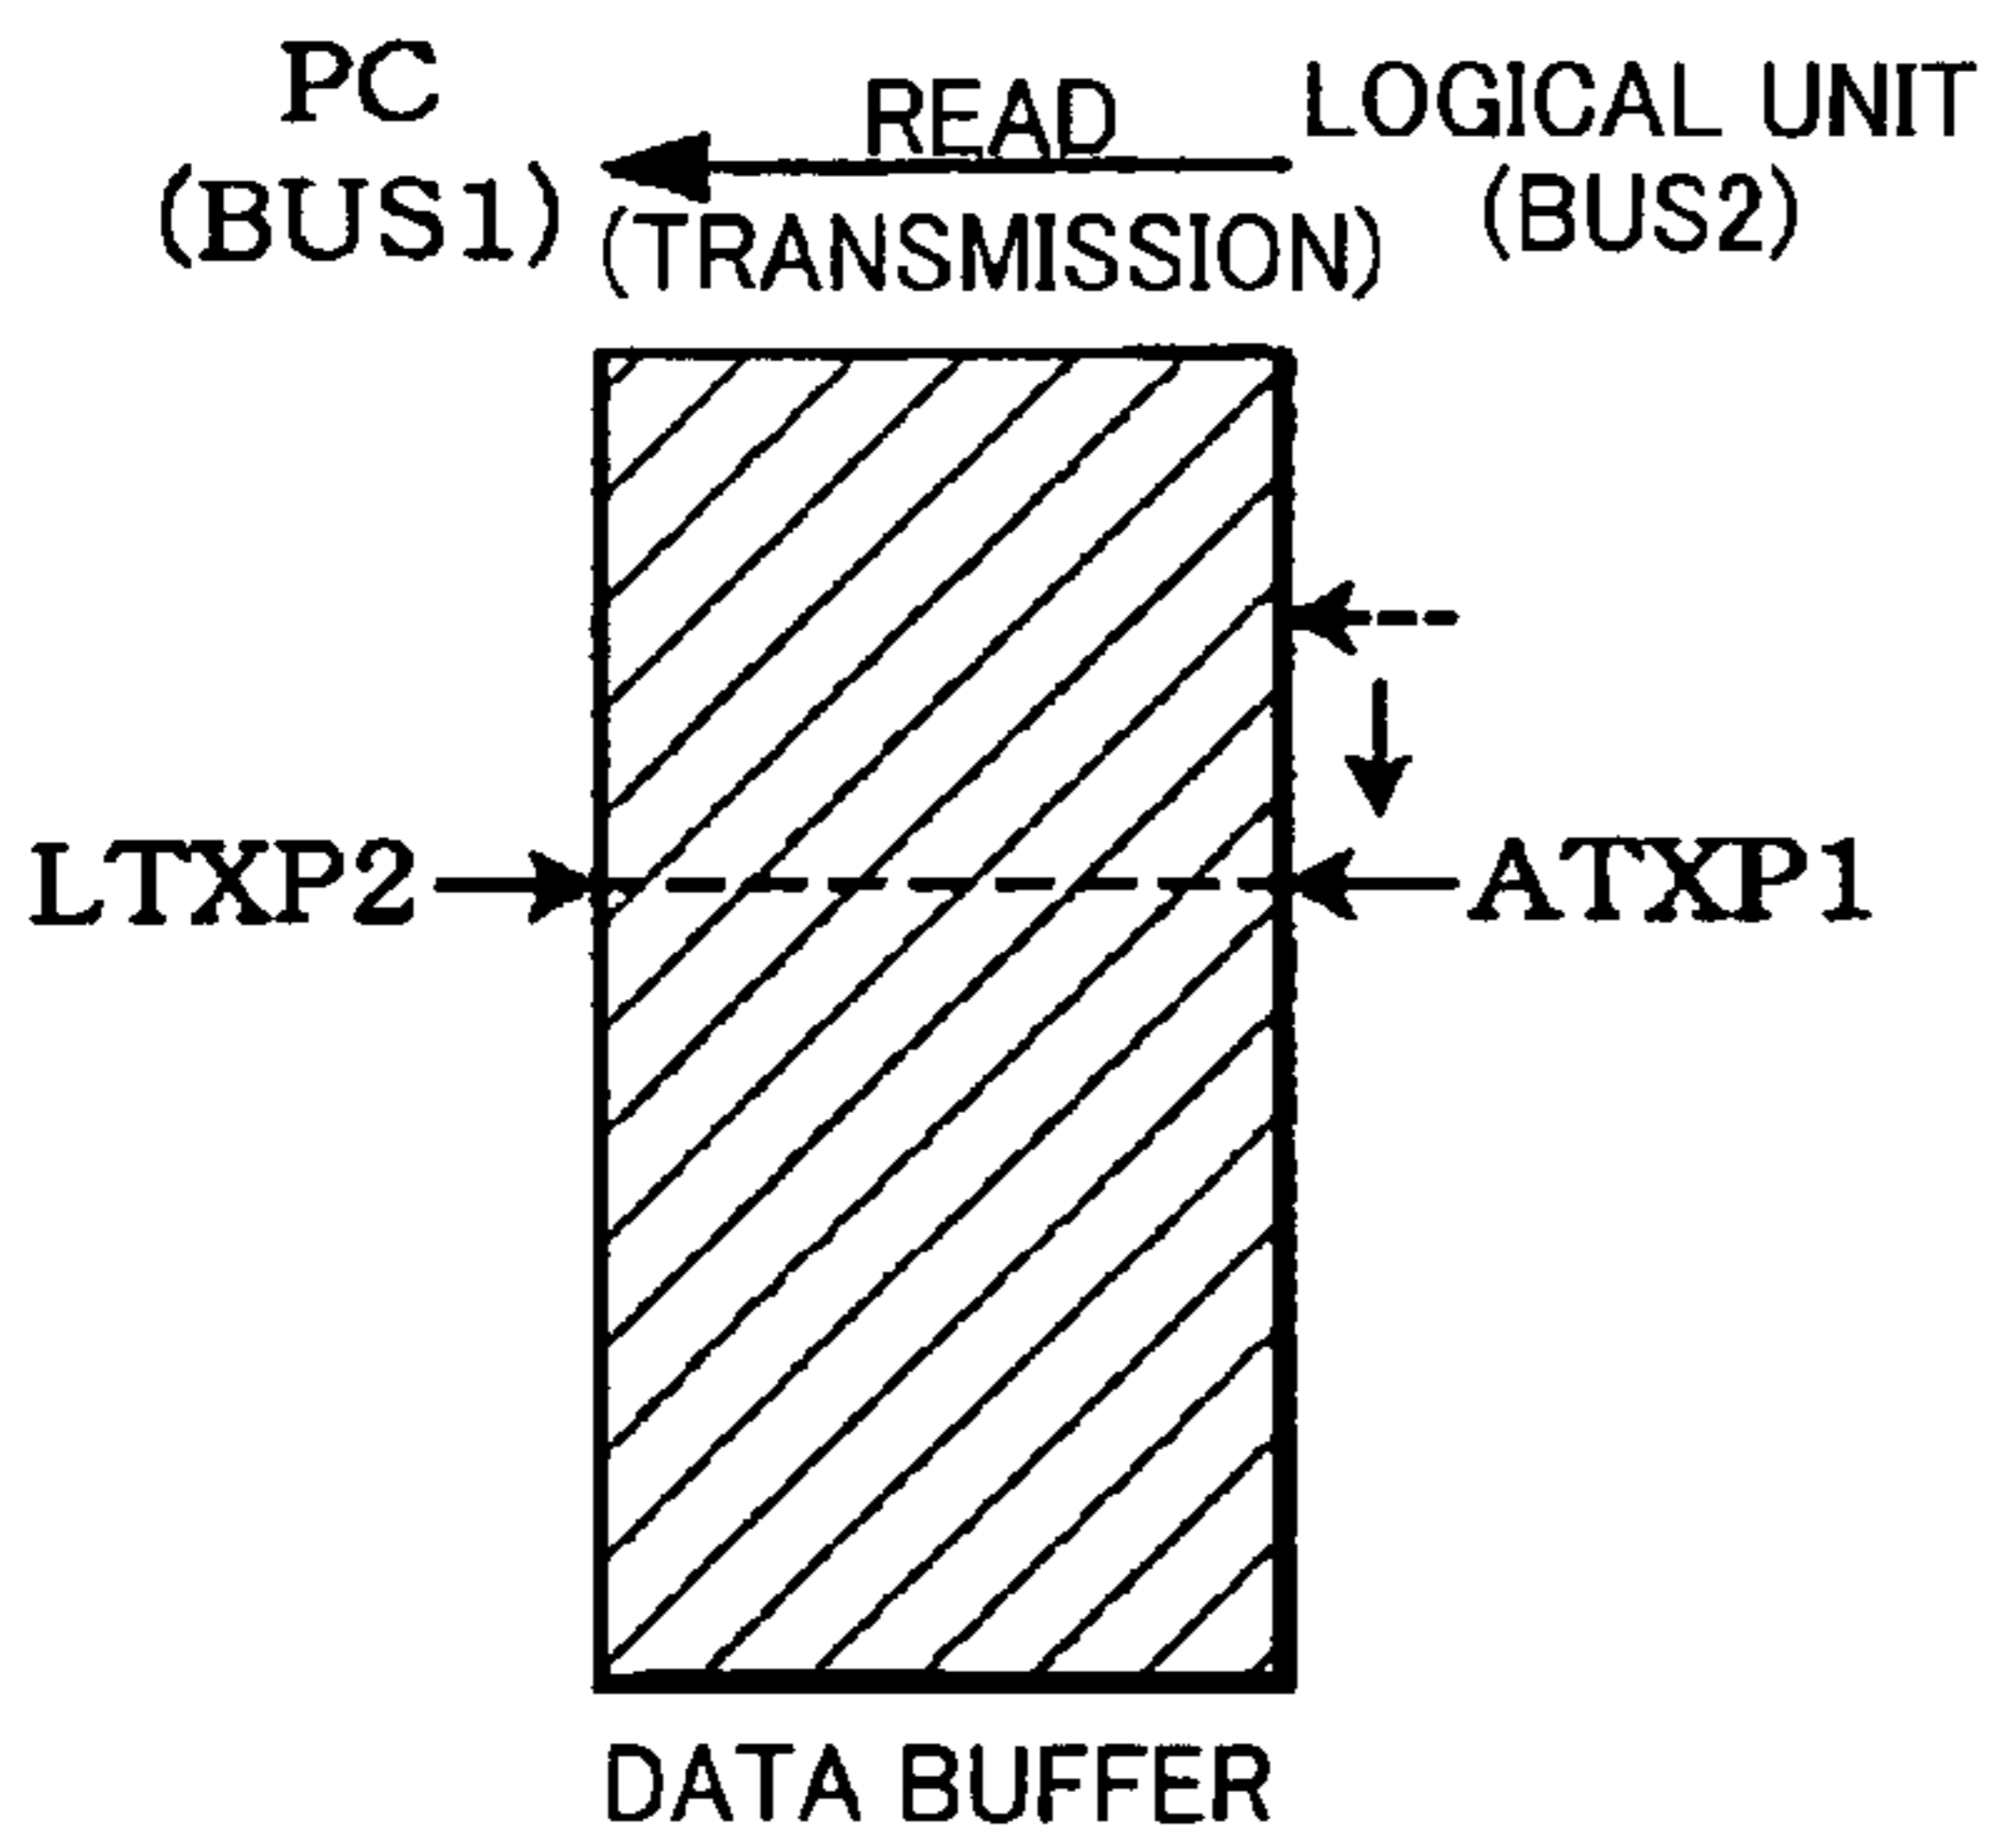 PC
(BUS1)
READ
(TRANSMISSION)
LOGICAL UNIT
(BUS2)
LTXP2
ATXP1
DATA BUFFER